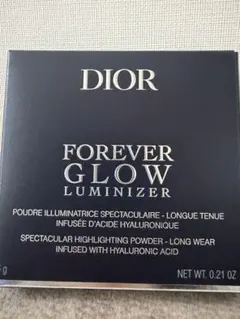 DIOR
FOREVER
GLOW
LUMINIZER
POUDRE ILLUMINATRICE SPECTACULAIRE - LONGUE TENUE
INFUSÉE D'ACIDE HYALURONIQUE
SPECTACULAR HIGHLIGHTING POWDER - LONG WEAR
INFUSED WITH HYALURONIC ACID
g NET WT. 0.21 OZ